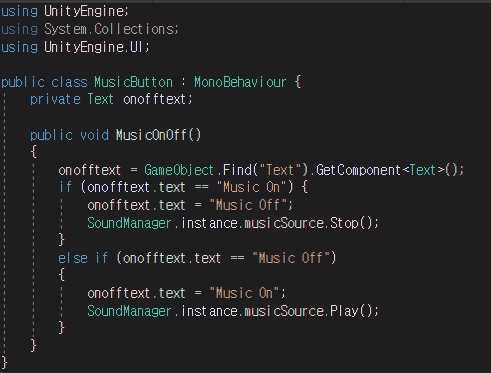 using UnityEngine;
using System.Collections;
using UnityEngine.UI;
public class MusicButton : MonoBehaviour {
private Text onofftext;
public void MusicOnOff()
{
onofftext = GameObject.Find("Text").GetComponent<Text>();
if (onofftext.text == "Music On") {
onofftext.text = "Music Off";
SoundManager.instance.musicSource.Stop();
}
else if (onofftext.text == "Music Off")
{
onofftext.text = "Music On";
SoundManager.instance.musicSource.Play();
}
}
}